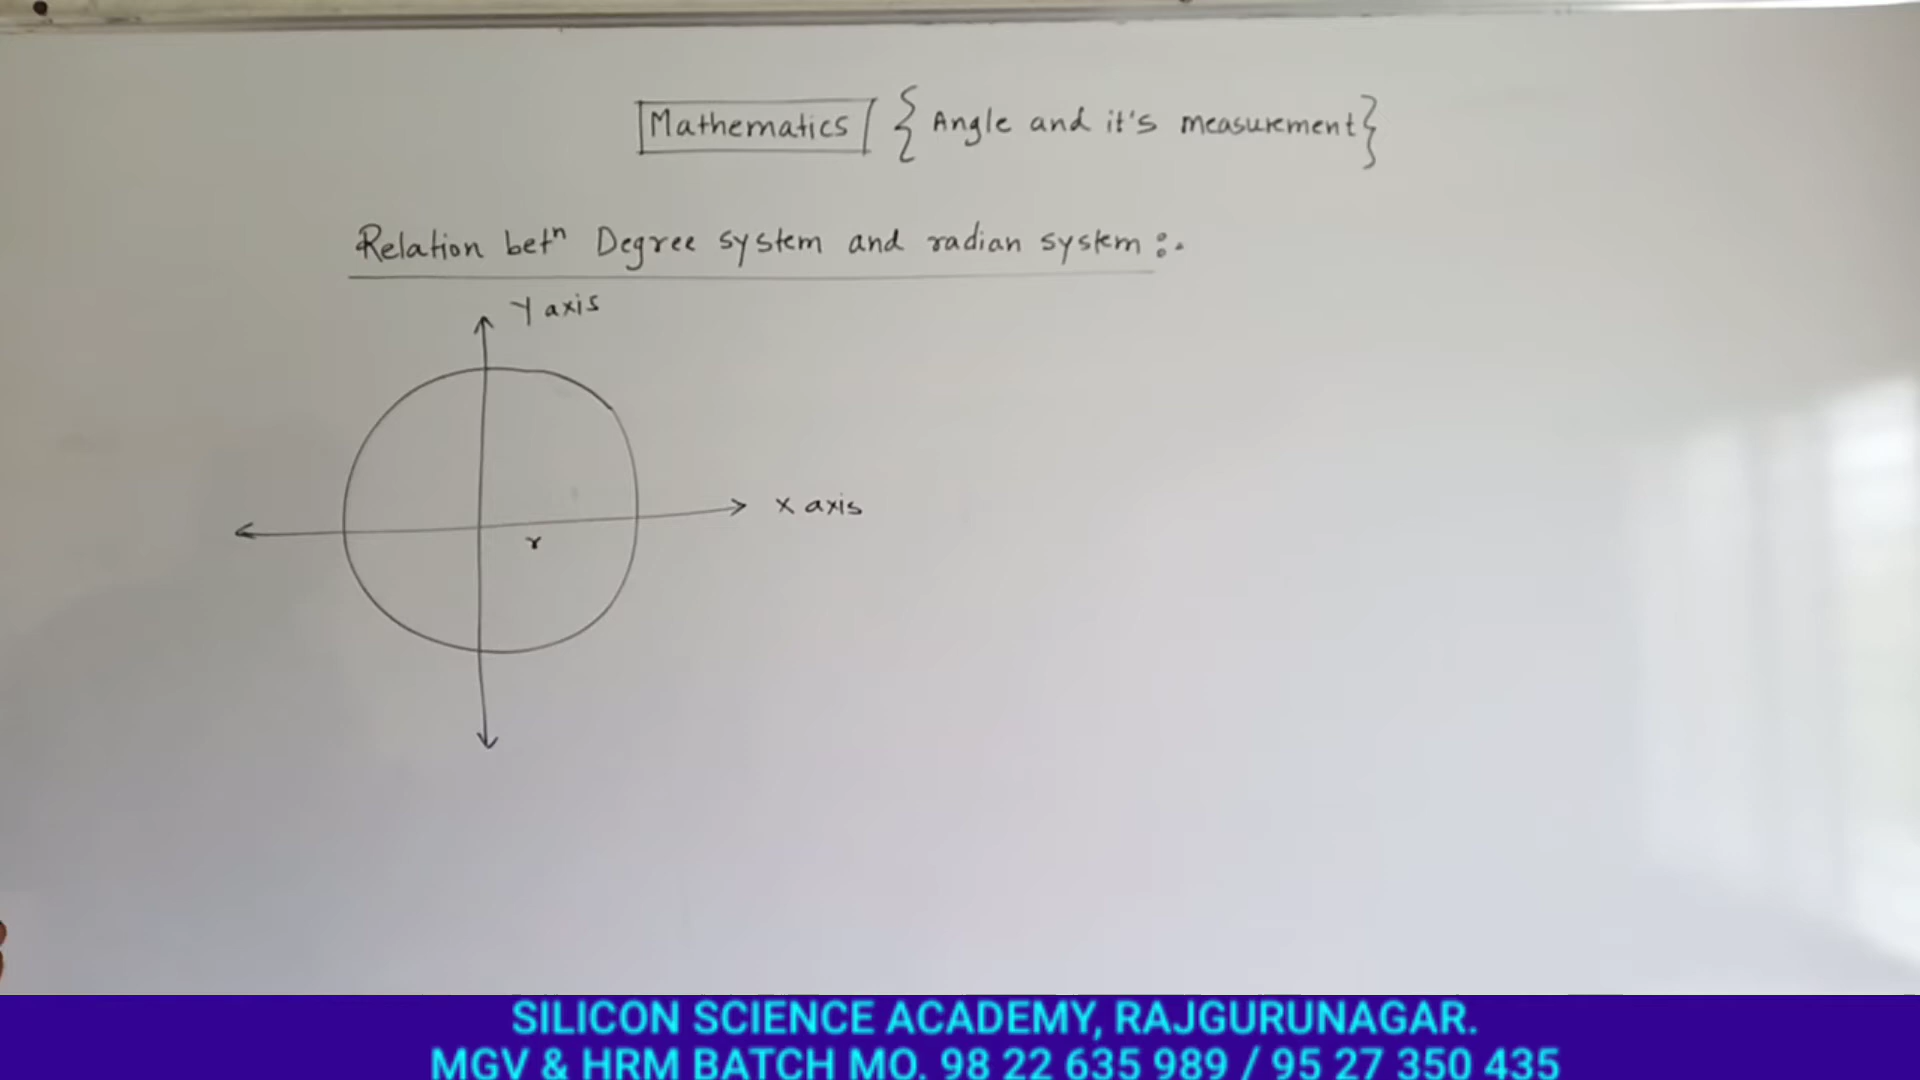 Mathematics { Angle and it's measurement }
Relation betⁿ Degree system and radian system :-
Y axis
X axis
r
SILICON SCIENCE ACADEMY, RAJGURUNAGAR.
MGV & HRM BATCH MO. 98 22 635 989 / 95 27 350 435